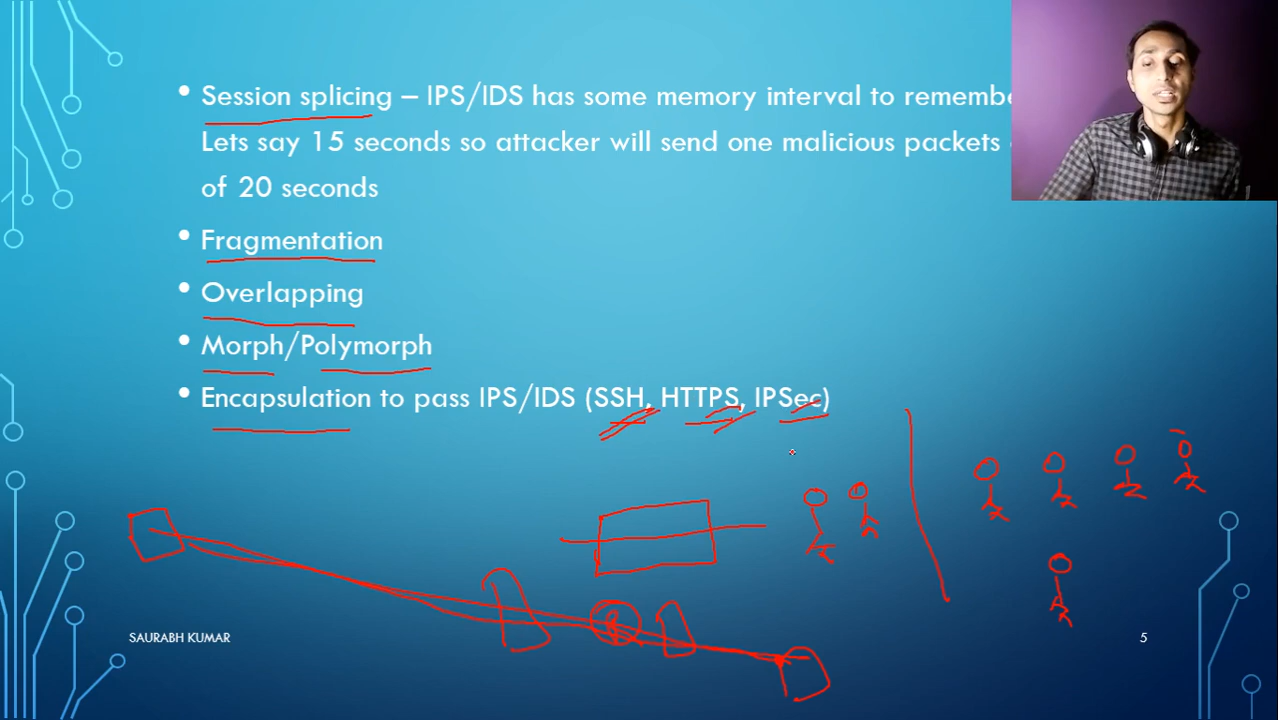 • Session splicing – IPS/IDS has some memory interval to
Lets say 15 seconds so attacker will send one malicious packets
of 20 seconds
• Fragmentation
• Overlapping
• Morph/Polymorph
• Encapsulation to pass IPS/IDS (SSH, HTTPS, IPSec)
SAURABH KUMAR
5